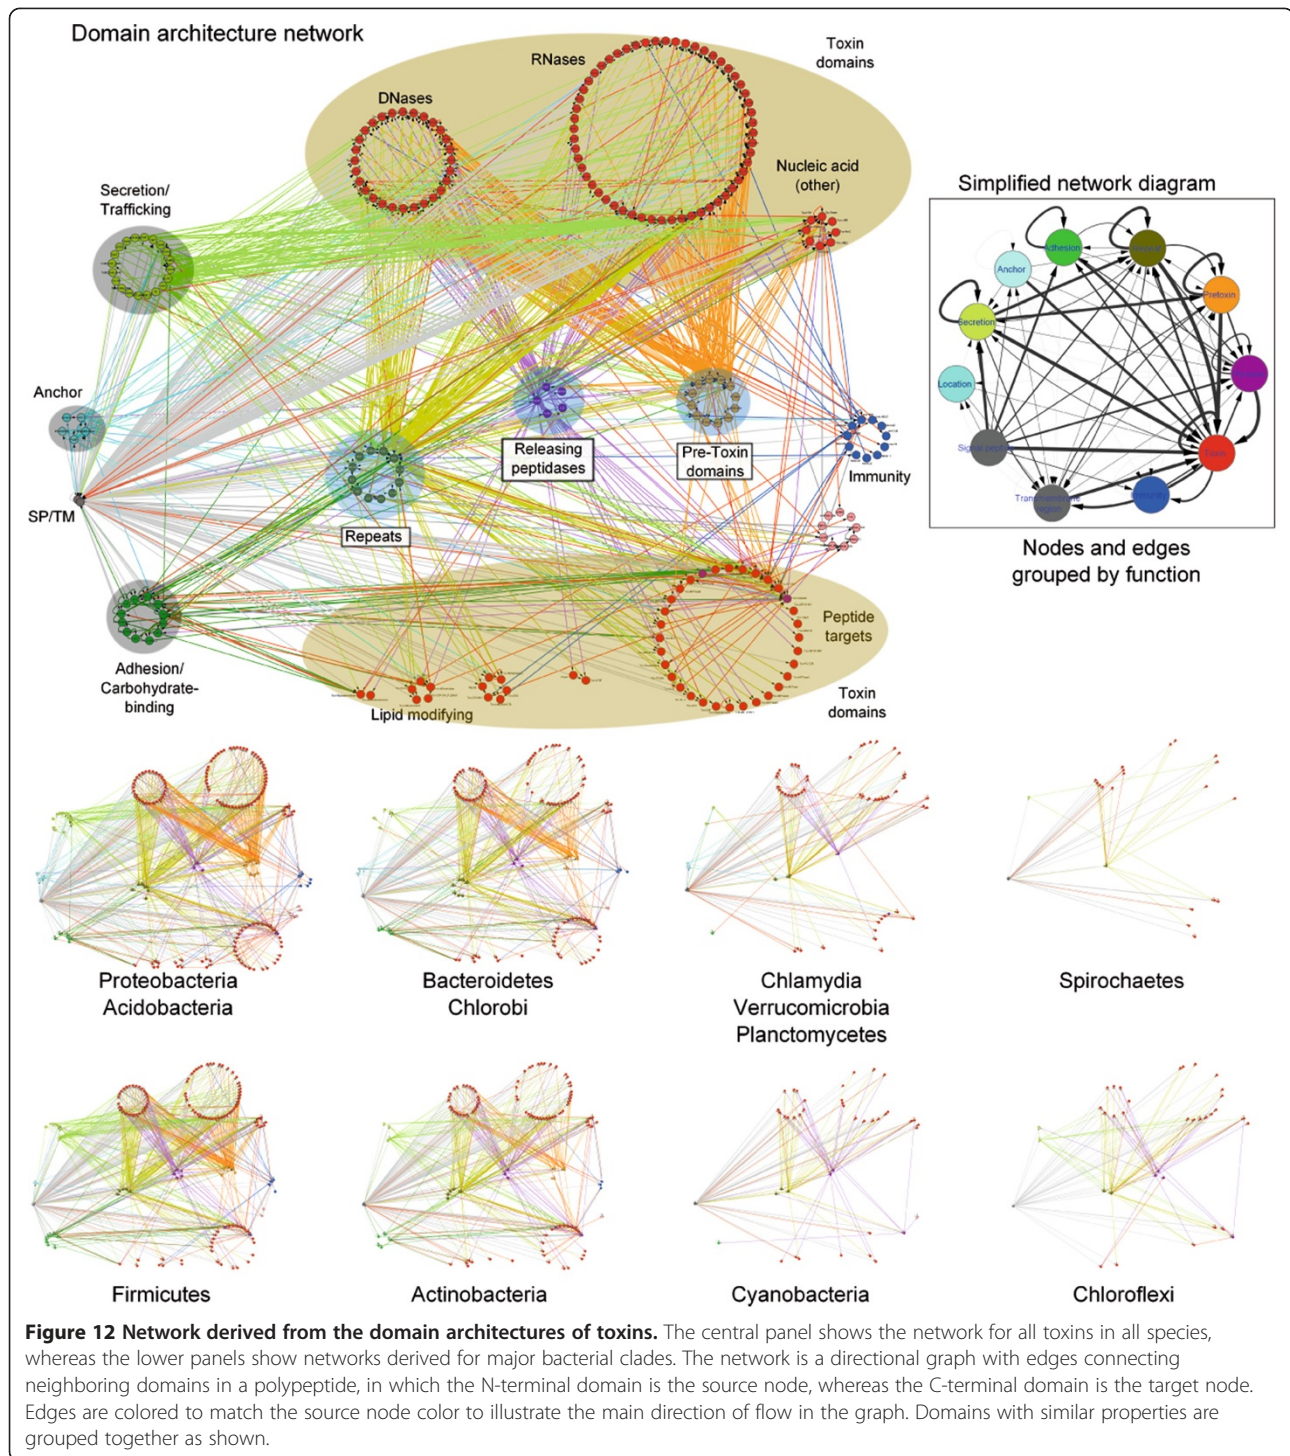 Domain architecture network
Toxin
domains
RNases
DNases
Nucleic acid
(other)
Secretion/
Trafficking
Simplified network diagram
Adhesion
Anchor
Pretoxin
Secretion
Location
Signal peptide
Toxin
Transmembrane
region
Immunity
Nodes and edges
grouped by function
Anchor
Releasing
peptidases
Pre-Toxin
domains
Immunity
SP/TM
Repeats
Peptide
targets
Adhesion/
Carbohydrate-
binding
Lipid modifying
Toxin
domains
Proteobacteria
Acidobacteria
Bacteroidetes
Chlorobi
Chlamydia
Verrucomicrobia
Planctomycetes
Spirochaetes
Firmicutes
Actinobacteria
Cyanobacteria
Chloroflexi
Figure 12 Network derived from the domain architectures of toxins. The central panel shows the network for all toxins in all species,
whereas the lower panels show networks derived for major bacterial clades. The network is a directional graph with edges connecting
neighboring domains in a polypeptide, in which the N-terminal domain is the source node, whereas the C-terminal domain is the target node.
Edges are colored to match the source node color to illustrate the main direction of flow in the graph. Domains with similar properties are
grouped together as shown.